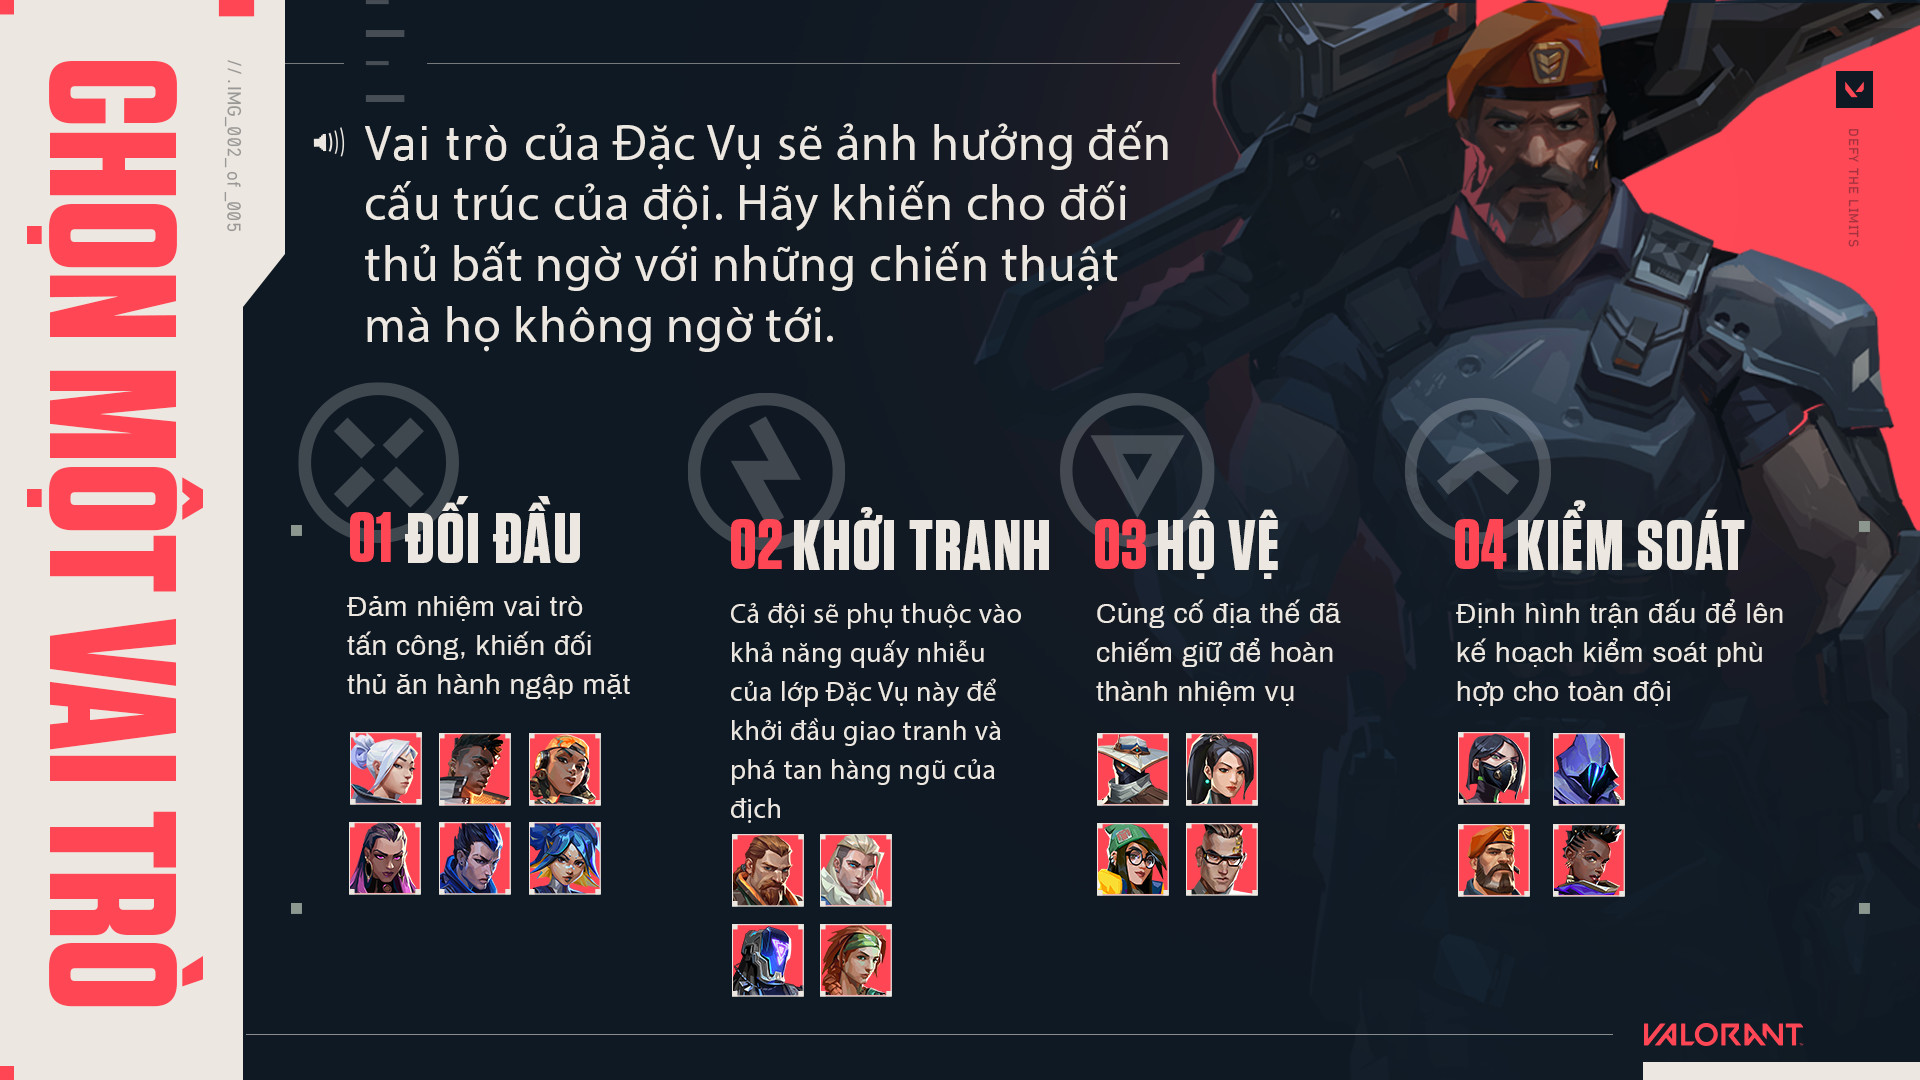 CHỌN MỘT VAI TRÒ
// .IMG_002_of_005
Vai trò của Đặc Vụ sẽ ảnh hưởng đến
cấu trúc của đội. Hãy khiến cho đối
thủ bất ngờ với những chiến thuật
mà họ không ngờ tới.
DEFY THE LIMITS
01 ĐỐI ĐẦU
Đảm nhiệm vai trò
tấn công, khiến đối
thủ ăn hành ngập mặt
02 KHỞI TRANH
Cả đội sẽ phụ thuộc vào
khả năng quấy nhiễu
của lớp Đặc Vụ này để
khởi đầu giao tranh và
phá tan hàng ngũ của
địch
03 HỘ VỆ
Củng cố địa thế đã
chiếm giữ để hoàn
thành nhiệm vụ
04 KIỂM SOÁT
Định hình trận đấu để lên
kế hoạch kiểm soát phù
hợp cho toàn đội
VALORANT